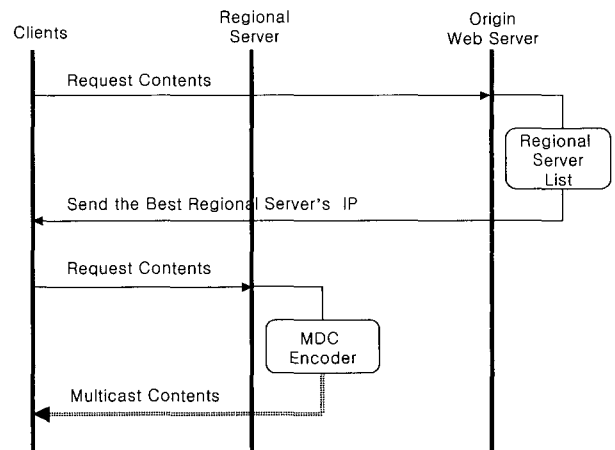 Clients
Regional
Server
Origin
Web Server
Request Contents
Regional
Server
List
Send the Best Regional Server's IP
Request Contents
MDC
Encoder
Multicast Contents